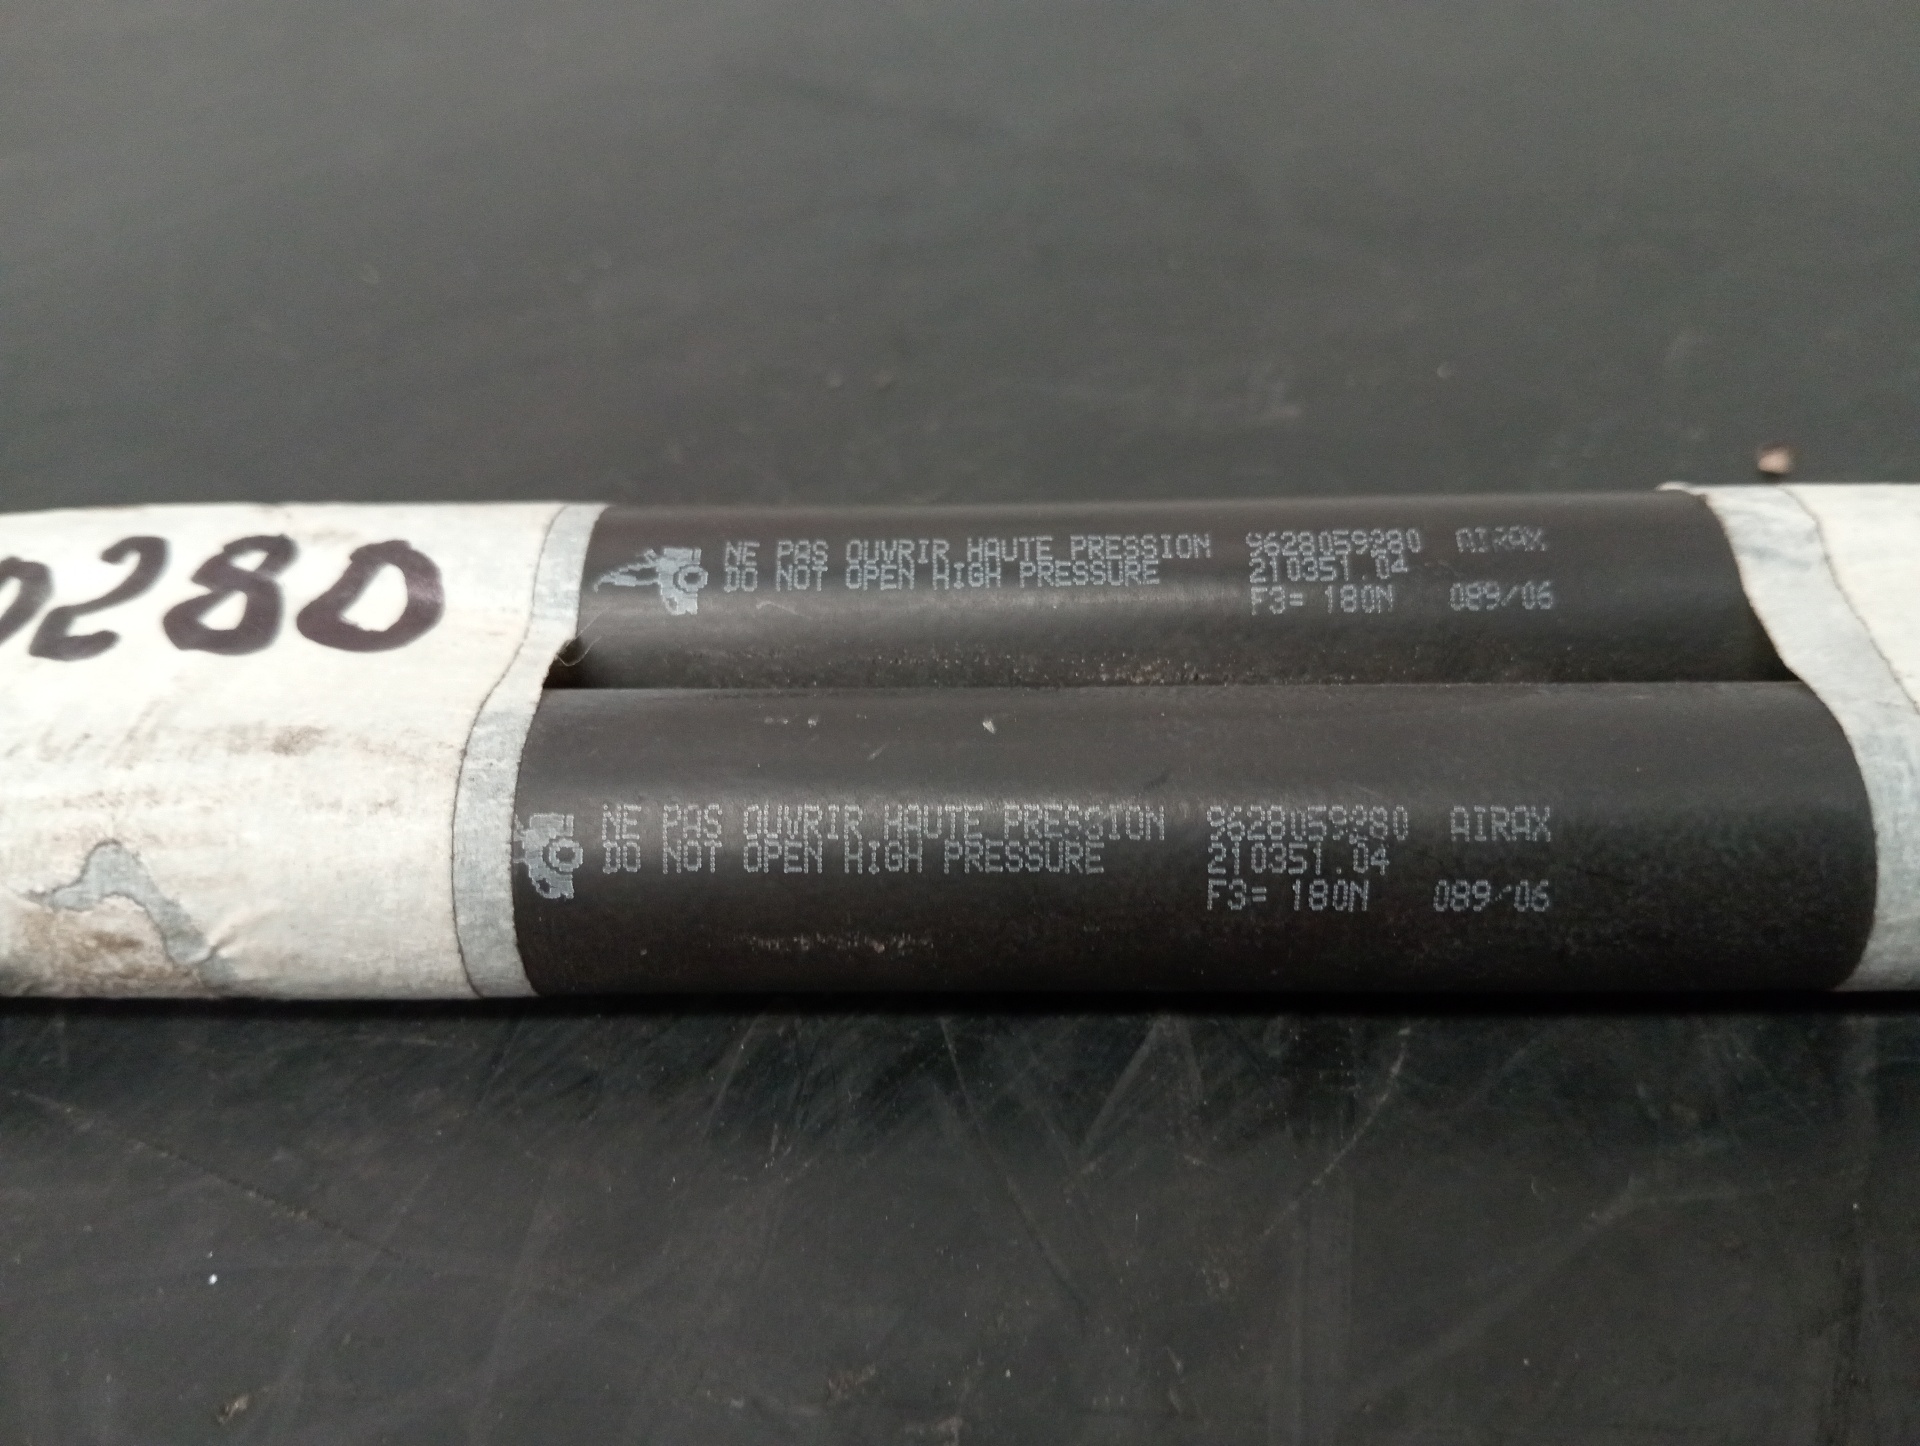 0280
NE PAS OUVRIR HAUTE PRESSION 9628059280 AIRAX
DO NOT OPEN HIGH PRESSURE 210351.04
F3= 180N 089/06
NE PAS OUVRIR HAUTE PRESSION 9628059280 AIRAX
DO NOT OPEN HIGH PRESSURE 210351.04
F3= 180N 089/06